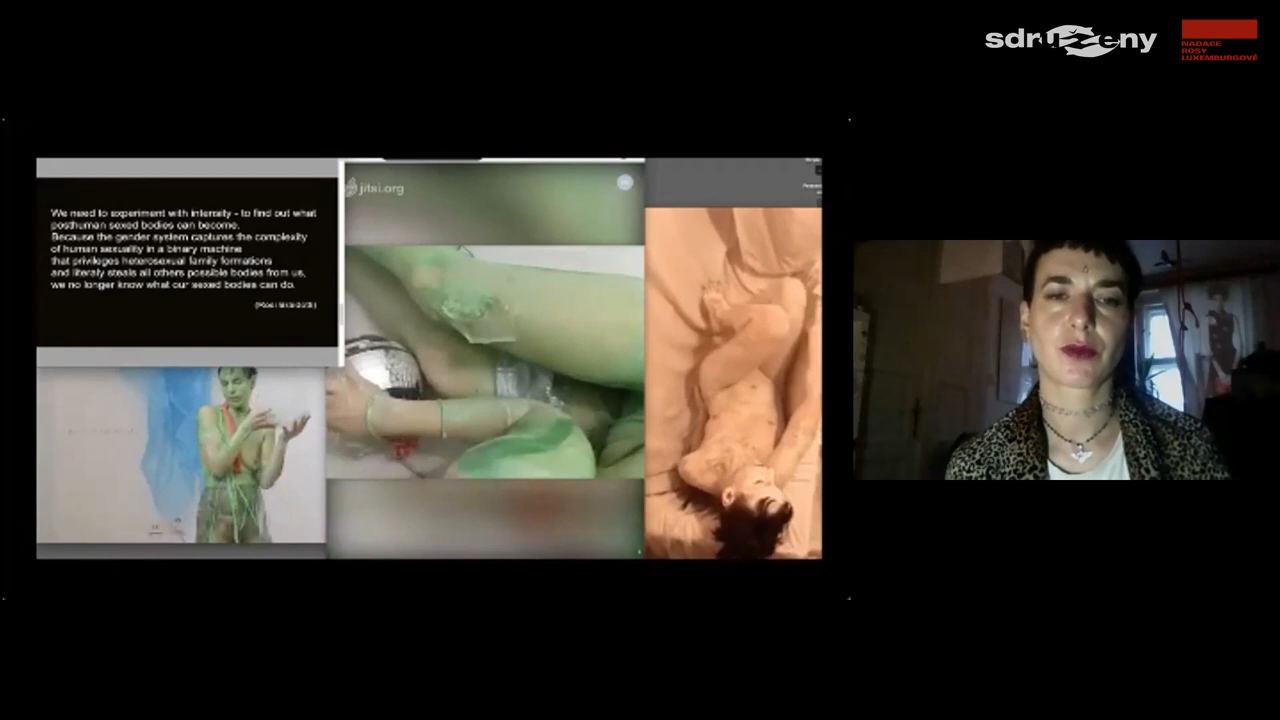 sdruženy
NADACE
ROSY
LUXEMBURGOVÉ
jitsi.org
We need to experiment with intensity - to find out what
posthuman sexed bodies can become.
Because the gender system captures the complexity
of human sexuality in a binary machine
that privileges heterosexual family formations
and literaly steals all others possible bodies from us,
we no longer know what our sexed bodies can do.